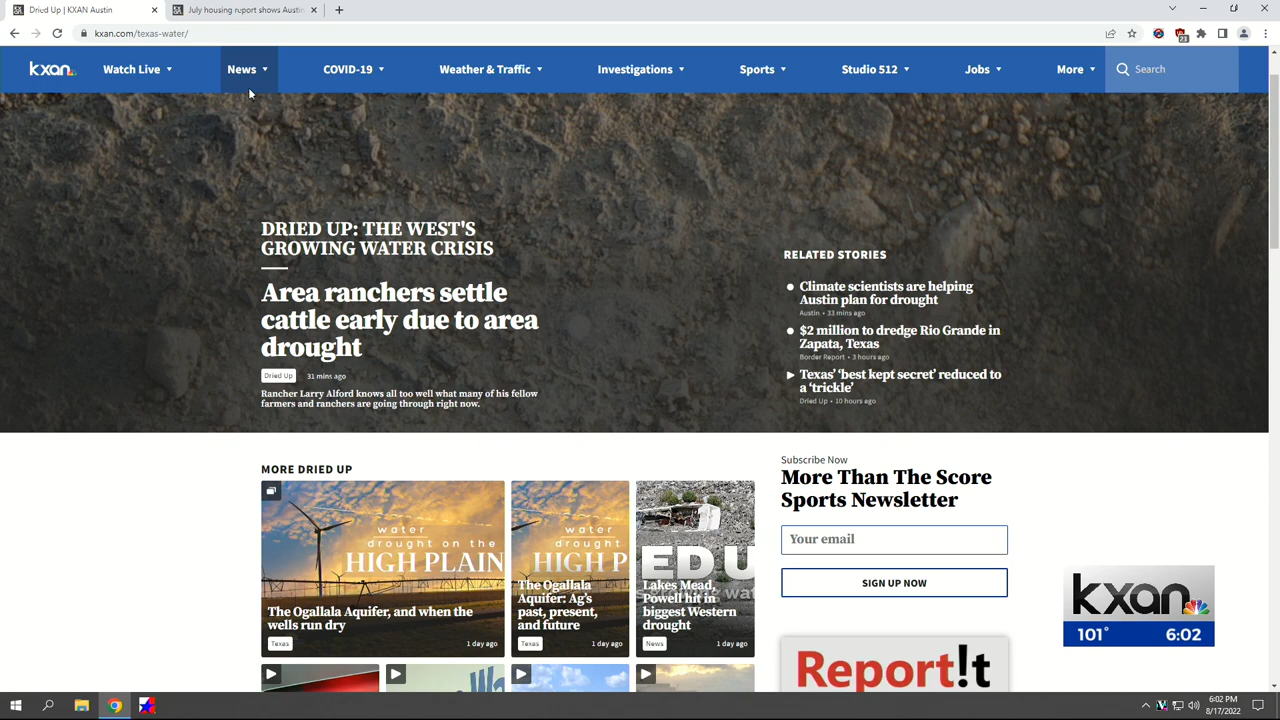 Dried Up | KXAN Austin
July housing report shows Austin
kxan.com/texas-water/
23
kxan
Watch Live
News
COVID-19
Weather & Traffic
Investigations
Sports
Studio 512
Jobs
More
Search
DRIED UP: THE WEST'S
GROWING WATER CRISIS
Area ranchers settle
cattle early due to area
drought
Dried Up
31 mins ago
Rancher Larry Alford knows all too well what many of his fellow
farmers and ranchers are going through right now.
RELATED STORIES
Climate scientists are helping
Austin plan for drought
Austin • 33 mins ago
$2 million to dredge Rio Grande in
Zapata, Texas
Border Report • 3 hours ago
Texas’ ‘best kept secret’ reduced to
a ‘trickle’
Dried Up • 10 hours ago
MORE DRIED UP
water
drought on the
HIGH PLAIN
The Ogallala Aquifer, and when the
wells run dry
Texas
1 day ago
water
drought
HIGH P
The Ogallala
Aquifer: Ag's
past, present,
and future
Texas
1 day ago
ED U
Lakes Mead,
Powell hit in
biggest Western
drought
News
1 day ago
Subscribe Now
More Than The Score
Sports Newsletter
Your email
SIGN UP NOW
Report!t
kxan
101° 6:02
6:02 PM
8/17/2022